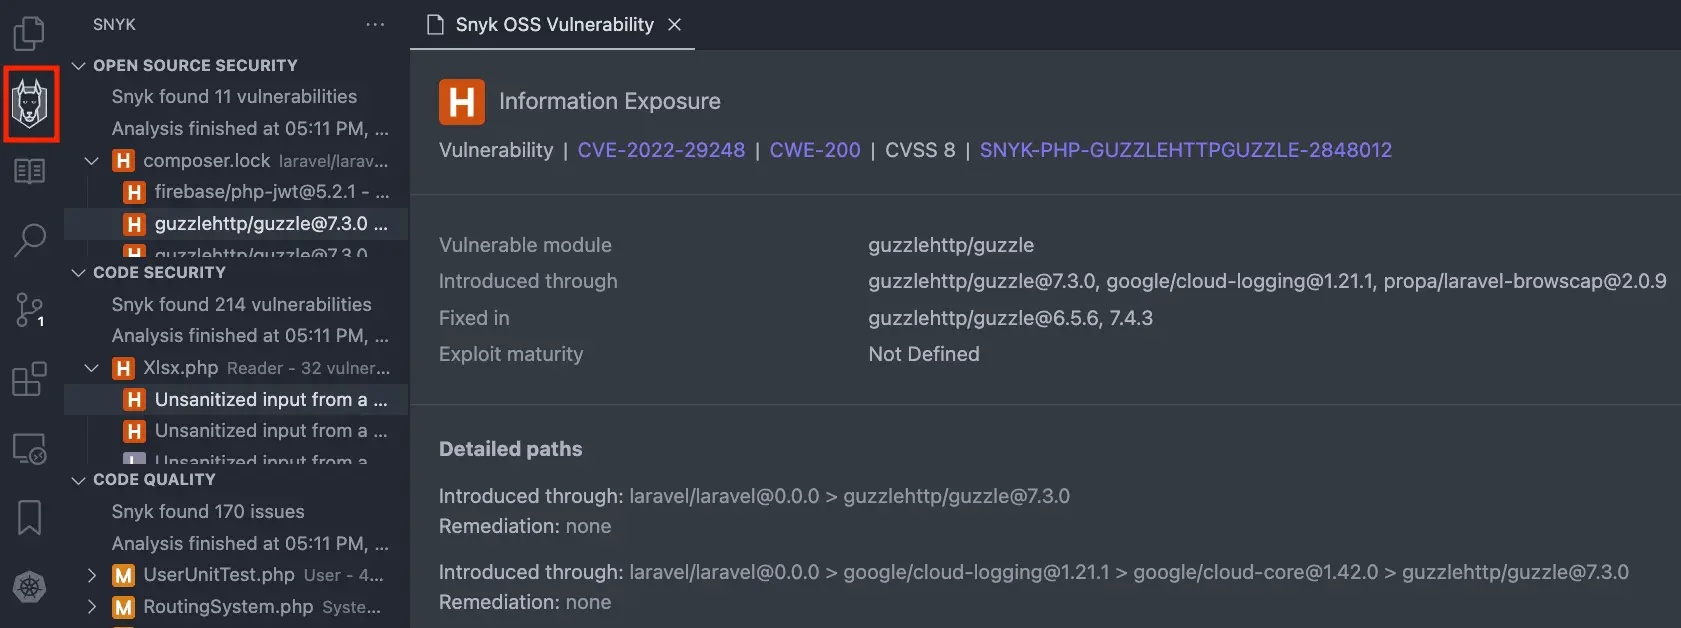 SNYK ...
OPEN SOURCE SECURITY
Snyk found 11 vulnerabilities
Analysis finished at 05:11 PM, ...
H composer.lock laravel/larav...
H firebase/php-jwt@5.2.1 - ...
H guzzlehttp/guzzle@7.3.0 ...
H guzzlehttp/guzzle@7.3.0
CODE SECURITY
Snyk found 214 vulnerabilities
Analysis finished at 05:11 PM, ...
H Xlsx.php Reader - 32 vulner...
H Unsanitized input from a ...
H Unsanitized input from a ...
L Unsanitized input from a
CODE QUALITY
Snyk found 170 issues
Analysis finished at 05:11 PM, ...
M UserUnitTest.php User - 4...
M RoutingSystem.php Syste...
1
Snyk OSS Vulnerability
H Information Exposure
Vulnerability | CVE-2022-29248 | CWE-200 | CVSS 8 | SNYK-PHP-GUZZLEHTTPGUZZLE-2848012
Vulnerable module guzzlehttp/guzzle
Introduced through guzzlehttp/guzzle@7.3.0, google/cloud-logging@1.21.1, propa/laravel-browscap@2.0.9
Fixed in guzzlehttp/guzzle@6.5.6, 7.4.3
Exploit maturity Not Defined
Detailed paths
Introduced through: laravel/laravel@0.0.0 > guzzlehttp/guzzle@7.3.0
Remediation: none
Introduced through: laravel/laravel@0.0.0 > google/cloud-logging@1.21.1 > google/cloud-core@1.42.0 > guzzlehttp/guzzle@7.3.0
Remediation: none